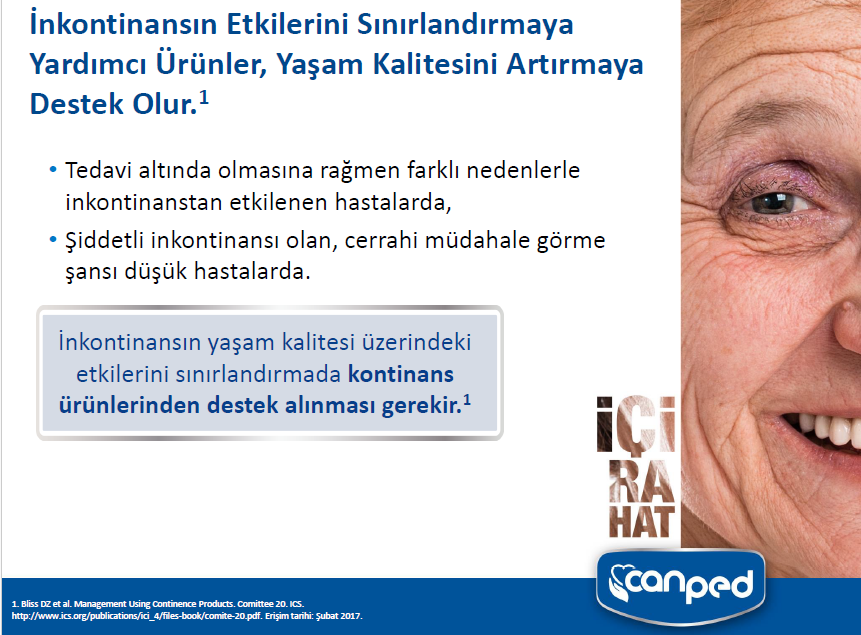 İnkontinansın Etkilerini Sınırlandırmaya
Yardımcı Ürünler, Yaşam Kalitesini Artırmaya
Destek Olur.1
• Tedavi altında olmasına rağmen farklı nedenlerle
inkontinanstan etkilenen hastalarda,
• Şiddetli inkontinansı olan, cerrahi müdahale görme
şansı düşük hastalarda.
İnkontinansın yaşam kalitesi üzerindeki
etkilerini sınırlandırmada kontinans
ürünlerinden destek alınması gerekir.1
içi
RA
HAT
canped
1. Bliss DZ et al. Management Using Continence Products. Comittee 20. ICS.
http://www.ics.org/publications/ici_4/files-book/comite-20.pdf. Erişim tarihi: Şubat 2017.